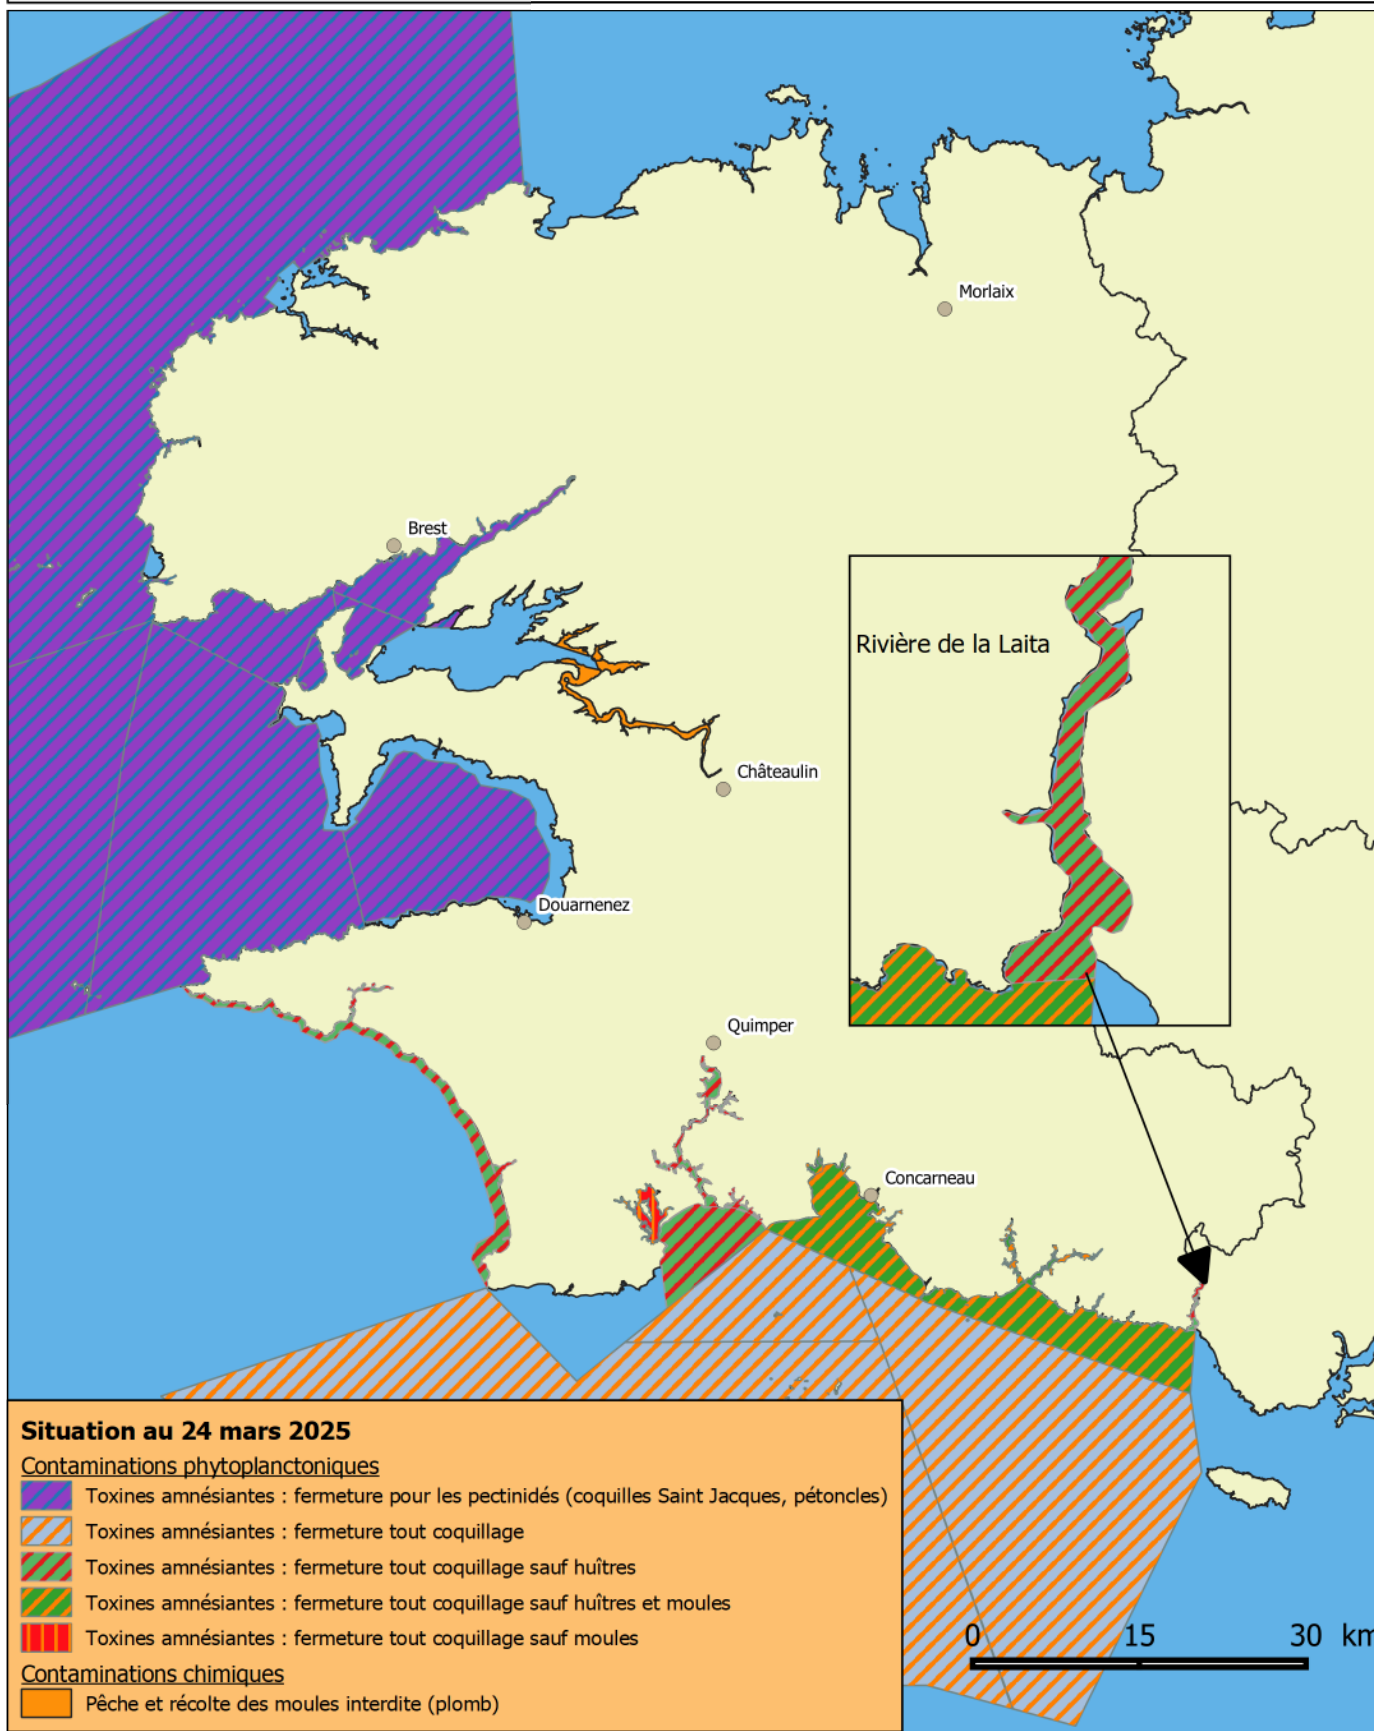 Morlaix
Brest
Rivière de la Laita
Châteaulin
Douarnenez
Quimper
Concarneau
Situation au 24 mars 2025
Contaminations phytoplanctoniques
Toxines amnésiantes : fermeture pour les pectinidés (coquilles Saint Jacques, pétoncles)
Toxines amnésiantes : fermeture tout coquillage
Toxines amnésiantes : fermeture tout coquillage sauf huîtres
Toxines amnésiantes : fermeture tout coquillage sauf huîtres et moules
Toxines amnésiantes : fermeture tout coquillage sauf moules
Contaminations chimiques
Pêche et récolte des moules interdite (plomb)
0 15 30 km